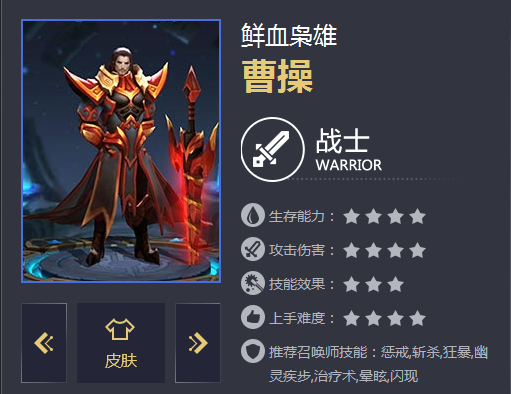 鲜血枭雄
曹操
战士
WARRIOR
生存能力：
攻击伤害：
技能效果：
上手难度：
推荐召唤师技能：惩戒,斩杀,狂暴,幽
灵疾步,治疗术,晕眩,闪现
皮肤